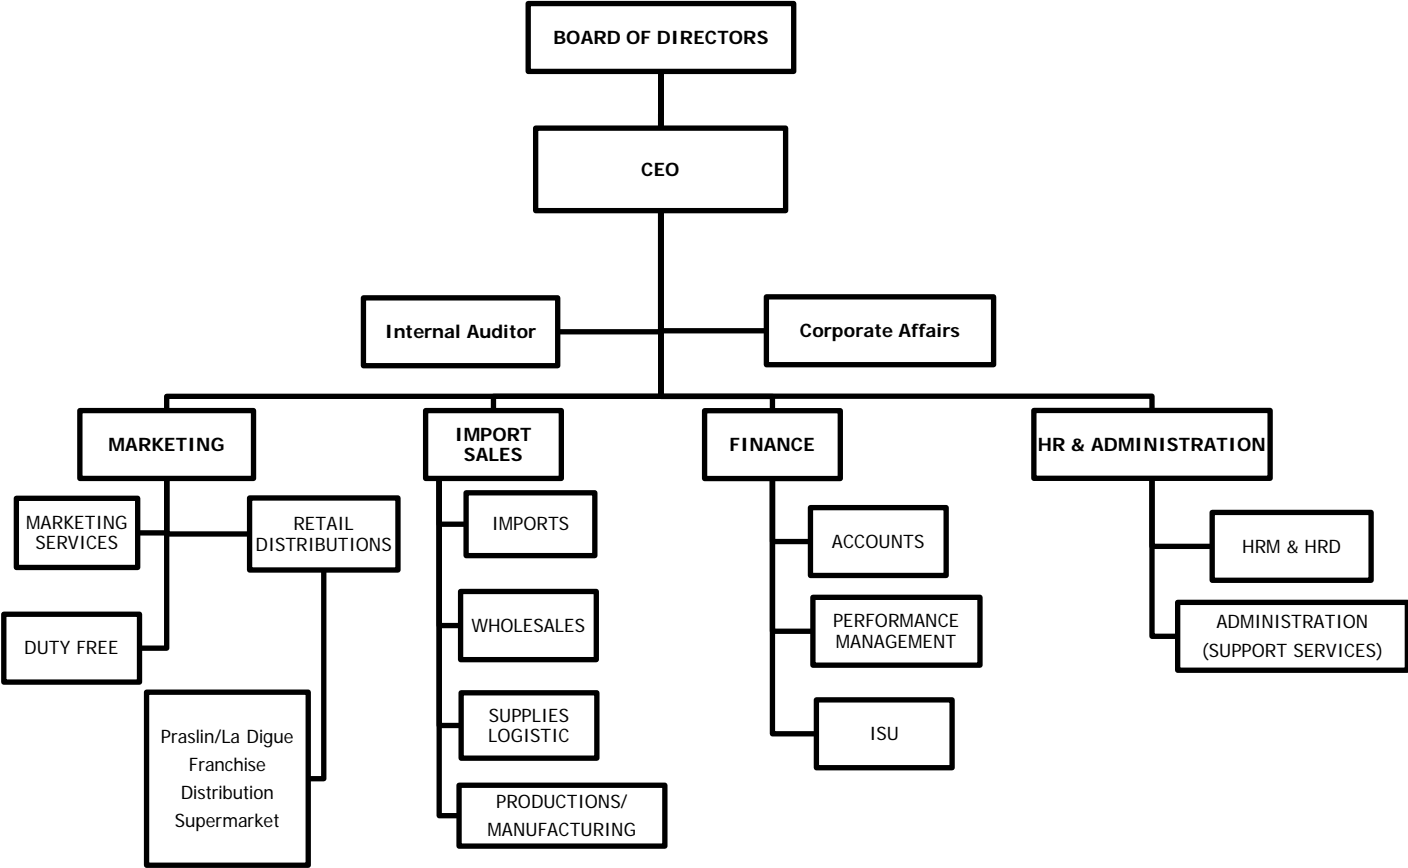 BOARD OF DIRECTORS
CEO
Internal Auditor
Corporate Affairs
MARKETING
IMPORT
SALES
FINANCE
HR & ADMINISTRATION
MARKETING
SERVICES
RETAIL
DISTRIBUTIONS
DUTY FREE
Praslin/La Digue
Franchise
Distribution
Supermarket
IMPORTS
WHOLESALES
SUPPLIES
LOGISTIC
PRODUCTIONS/
MANUFACTURING
ACCOUNTS
PERFORMANCE
MANAGEMENT
ISU
HRM & HRD
ADMINISTRATION
(SUPPORT SERVICES)